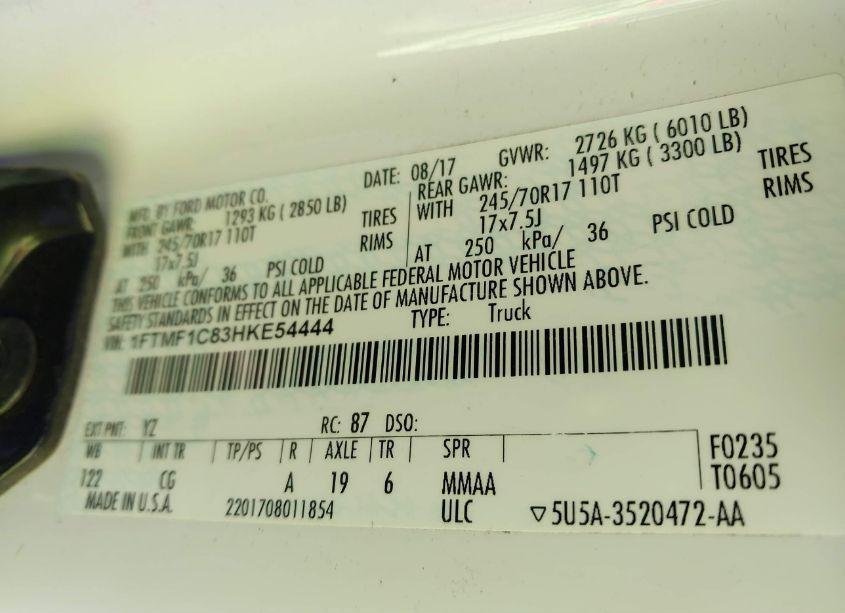 MFD. BY FORD MOTOR CO.
DATE: 08/17 GVWR: 2726 KG ( 6010 LB)
FRONT GAWR: 1293 KG ( 2850 LB) REAR GAWR: 1497 KG ( 3300 LB)
WITH 245/70R17 110T TIRES WITH 245/70R17 110T TIRES
17x7.5J RIMS 17x7.5J RIMS
AT 250 kPa/ 36 PSI COLD AT 250 kPa/ 36 PSI COLD
THIS VEHICLE CONFORMS TO ALL APPLICABLE FEDERAL MOTOR VEHICLE
SAFETY STANDARDS IN EFFECT ON THE DATE OF MANUFACTURE SHOWN ABOVE.
VIN: 1FTMF1C83HKE54444 TYPE: Truck
EXT PNT: YZ RC: 87 DSO:
WB INT TR TP/PS R AXLE TR SPR F0235
122 CG A 19 6 MMAA T0605
MADE IN U.S.A. 2201708011854 ULC ▽5U5A-3520472-AA